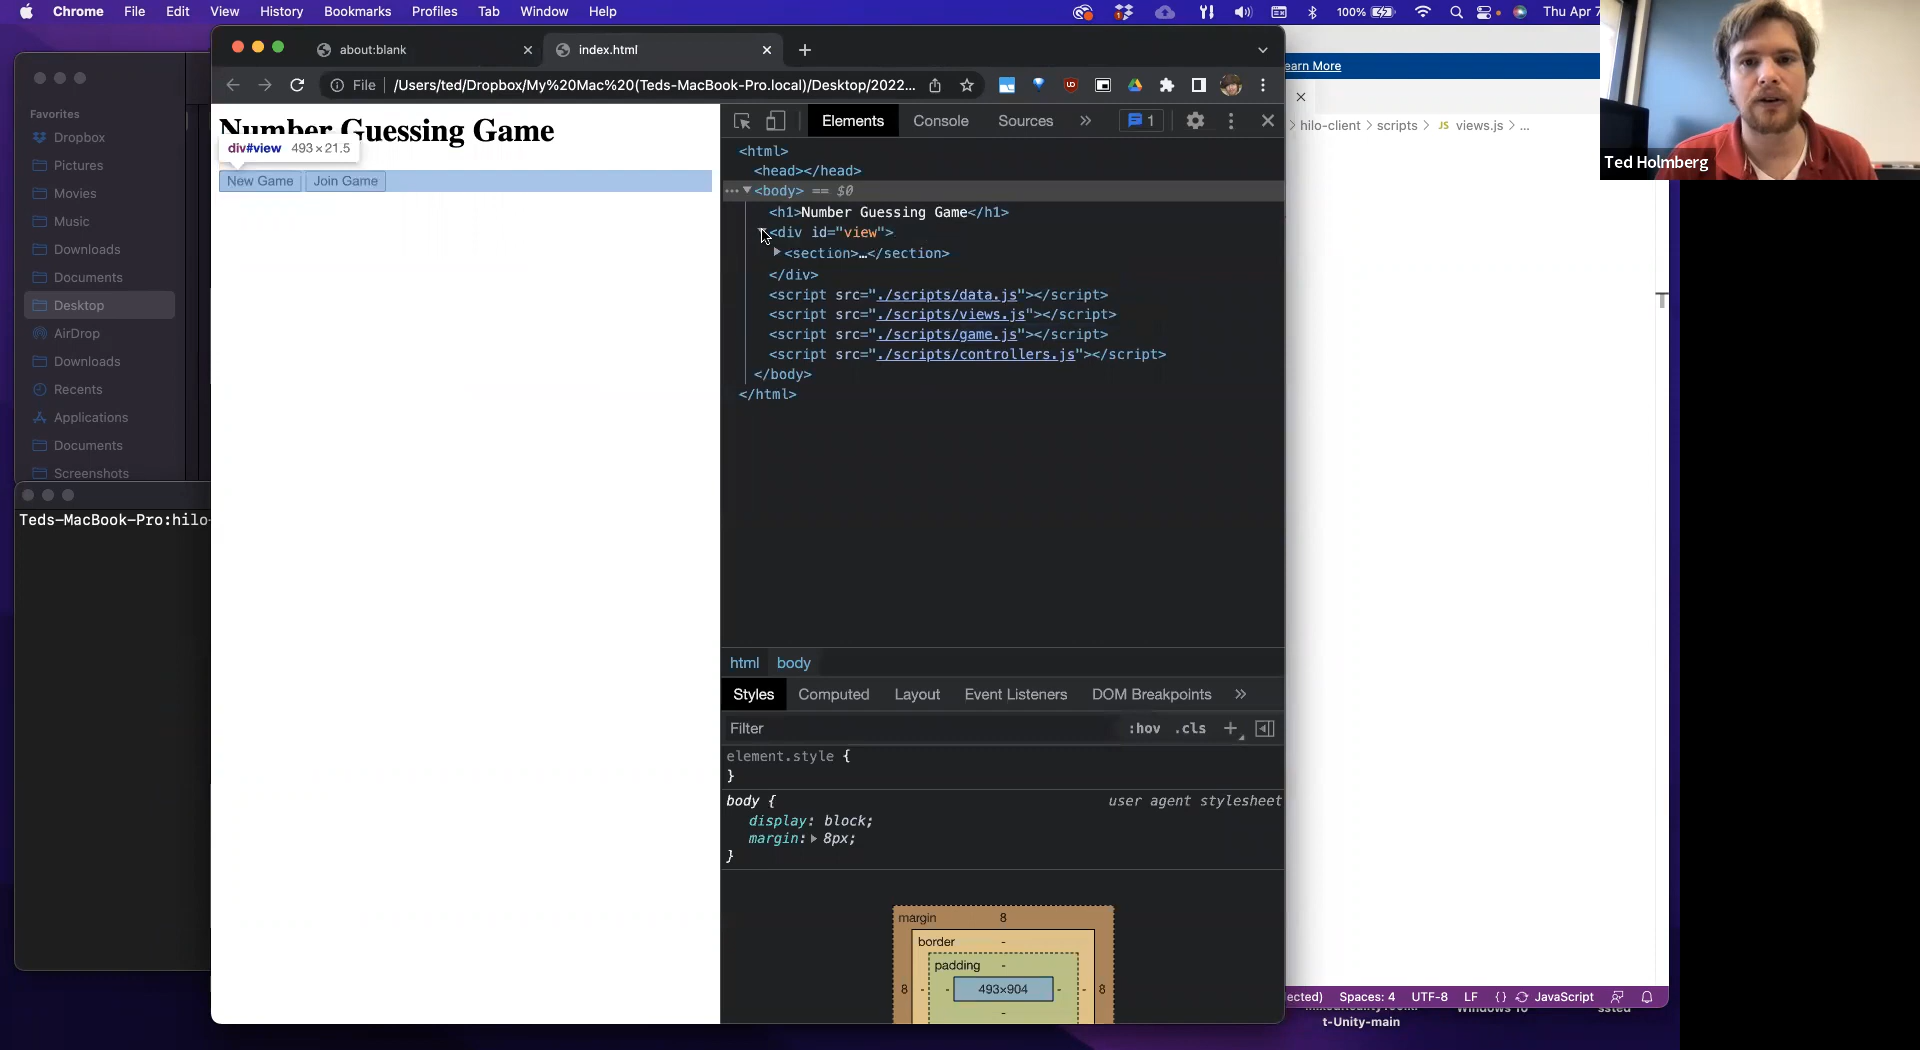 Chrome File Edit View History Bookmarks Profiles Tab Window Help
100% Thu Apr 7
about:blank
index.html
File /Users/ted/Dropbox/My%20Mac%20(Teds-MacBook-Pro.local)/Desktop/2022...
Favorites
Dropbox
Pictures
Movies
Music
Downloads
Documents
Desktop
AirDrop
Downloads
Recents
Applications
Documents
Screenshots
Teds-MacBook-Pro:hilo-
Number Guessing Game
div#view 493×21.5
New Game Join Game
Elements Console Sources » 1
<html>
<head></head>
<body> == $0
<h1>Number Guessing Game</h1>
<div id="view">
<section>…</section>
</div>
<script src="./scripts/data.js"></script>
<script src="./scripts/views.js"></script>
<script src="./scripts/game.js"></script>
<script src="./scripts/controllers.js"></script>
</body>
</html>
html body
Styles Computed Layout Event Listeners DOM Breakpoints »
Filter :hov .cls +
element.style {
}
body { user agent stylesheet
display: block;
margin: 8px;
}
margin 8
border -
padding -
8 - - 493×904 - - 8
-
earn More
hilo-client > scripts > JS views.js > ...
Ted Holmberg
ected) Spaces: 4 UTF-8 LF {} JavaScript
t-Unity-main